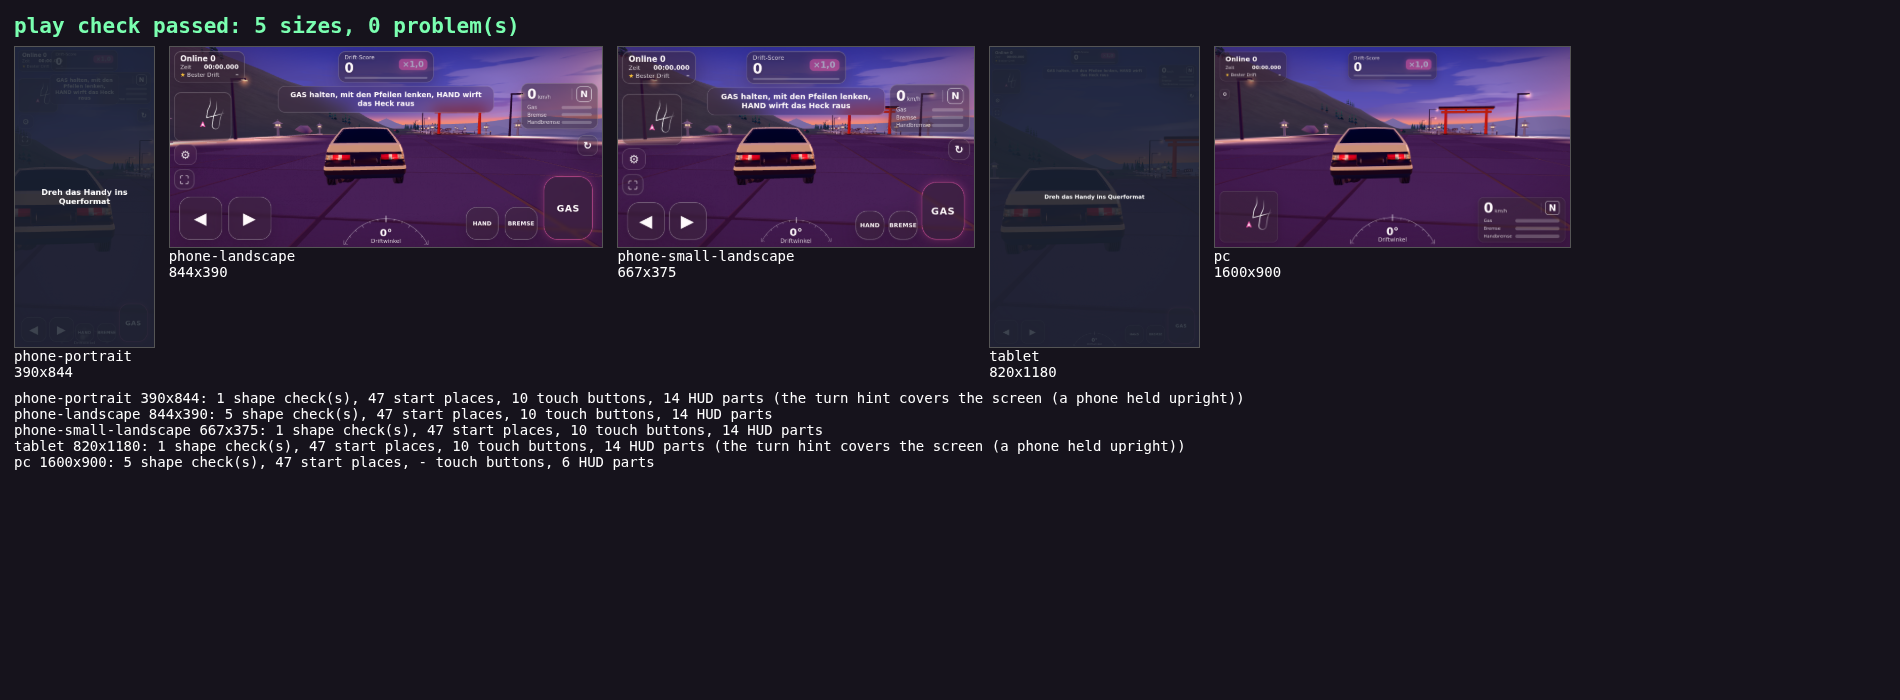 play check passed: 5 sizes, 0 problem(s)
Dreh das Handy ins
Querformat
GAS
phone-portrait
390x844
Online 0
Zeit 00:00.000
★ Bester Drift –
Drift-Score
0
×1,0
GAS halten, mit den Pfeilen lenken, HAND wirft
das Heck raus
0 km/h
N
Gas
Bremse
Handbremse
HAND
BREMSE
GAS
0°
Driftwinkel
phone-landscape
844x390
Online 0
Zeit 00:00.000
★ Bester Drift –
Drift-Score
0
×1,0
GAS halten, mit den Pfeilen lenken,
HAND wirft das Heck raus
0 km/h
N
Gas
Bremse
Handbremse
HAND
BREMSE
GAS
0°
Driftwinkel
phone-small-landscape
667x375
Dreh das Handy ins Querformat
tablet
820x1180
Online 0
Zeit 00:00.000
★ Bester Drift –
Drift-Score
0
×1,0
0 km/h
N
Gas
Bremse
Handbremse
0°
Driftwinkel
pc
1600x900
phone-portrait 390x844: 1 shape check(s), 47 start places, 10 touch buttons, 14 HUD parts (the turn hint covers the screen (a phone held upright))
phone-landscape 844x390: 5 shape check(s), 47 start places, 10 touch buttons, 14 HUD parts
phone-small-landscape 667x375: 1 shape check(s), 47 start places, 10 touch buttons, 14 HUD parts
tablet 820x1180: 1 shape check(s), 47 start places, 10 touch buttons, 14 HUD parts (the turn hint covers the screen (a phone held upright))
pc 1600x900: 5 shape check(s), 47 start places, - touch buttons, 6 HUD parts